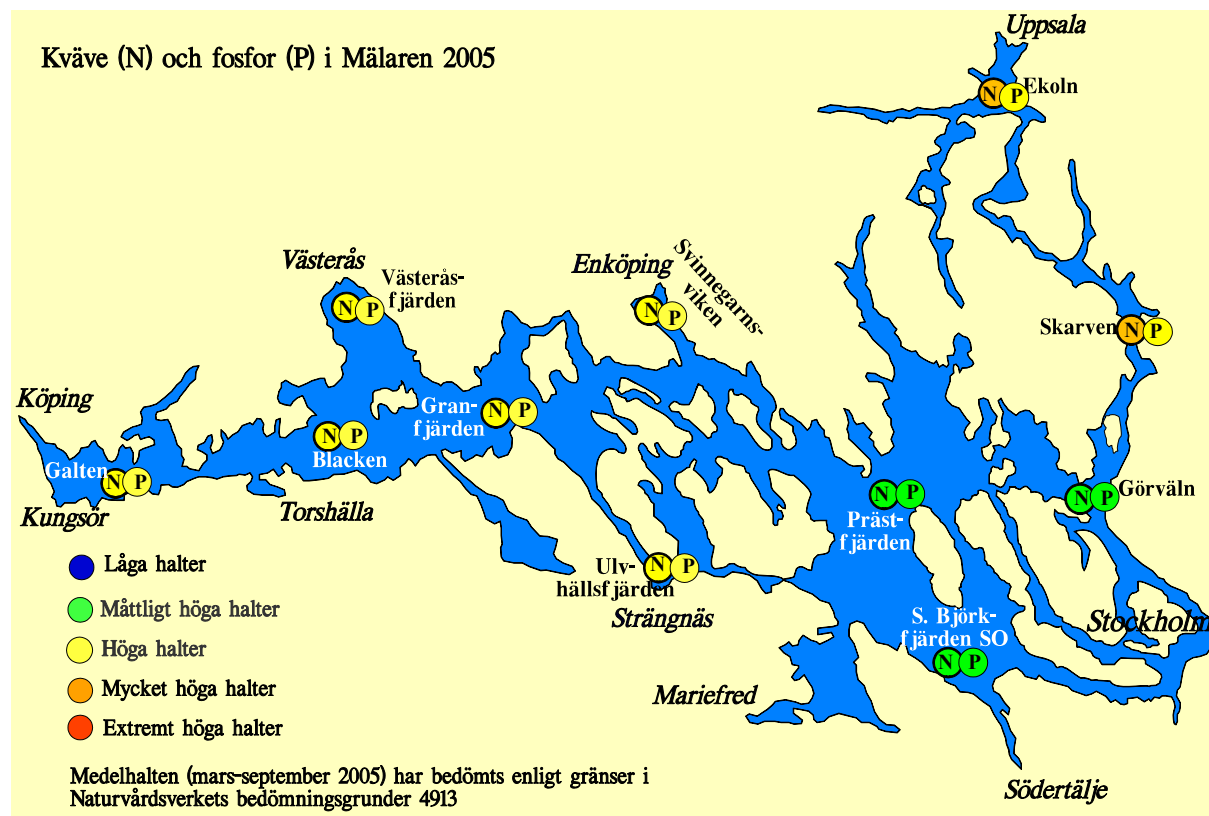 Kväve (N) och fosfor (P) i Mälaren 2005
Uppsala
N P Ekoln
Västerås
Västerås-
fjärden
N P
Enköping
Svinnegarns-
viken
N P
Skarven N P
Köping
Gran-
fjärden
N P
N P
Blacken
Galten N P
Kungsör
Torshälla
N P
Präst-
fjärden
N P Görväln
Ulv-
hällsfjärden
N P
Strängnäs
S. Björk-
fjärden SO
N P
Stockholm
Mariefred
Södertälje
Låga halter
Måttligt höga halter
Höga halter
Mycket höga halter
Extremt höga halter
Medelhalten (mars-september 2005) har bedömts enligt gränser i
Naturvårdsverkets bedömningsgrunder 4913